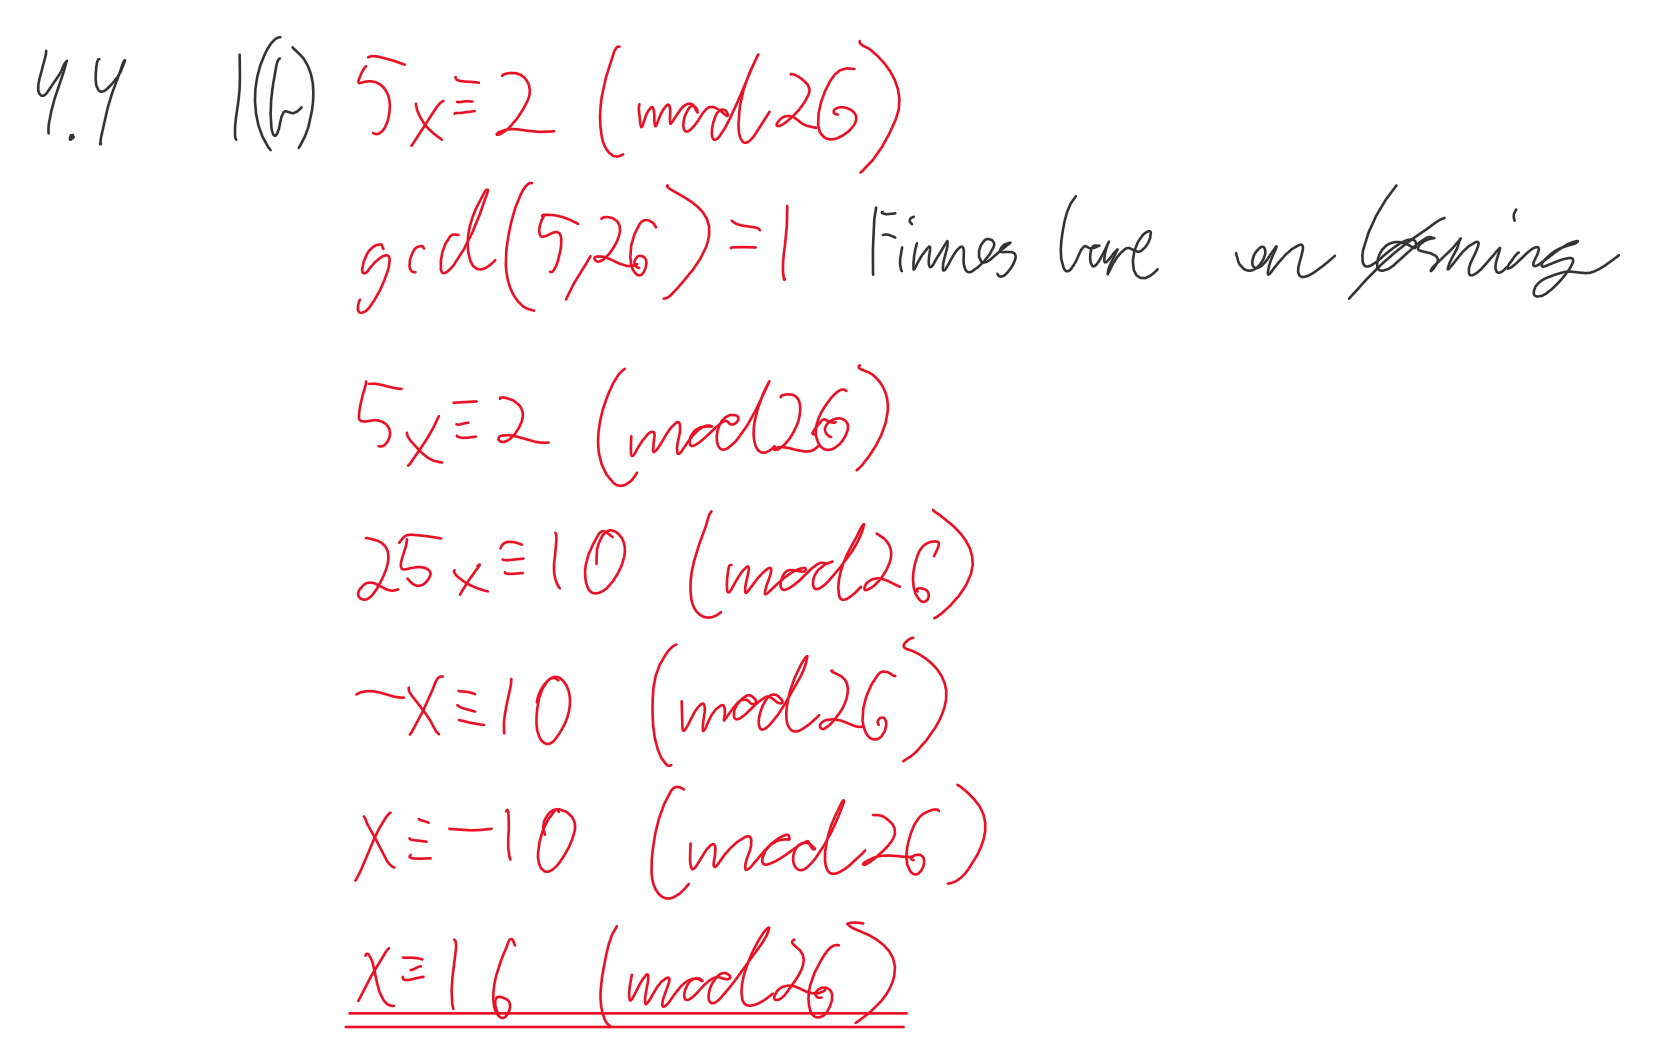 4.4 1(b) 5x≡2 (mod 26)
gcd(5,26)=1 Finnes bare en løsning
5x≡2 (mod 26)
25x≡10 (mod 26)
-x≡10 (mod 26)
x≡-10 (mod 26)
x≡16 (mod 26)